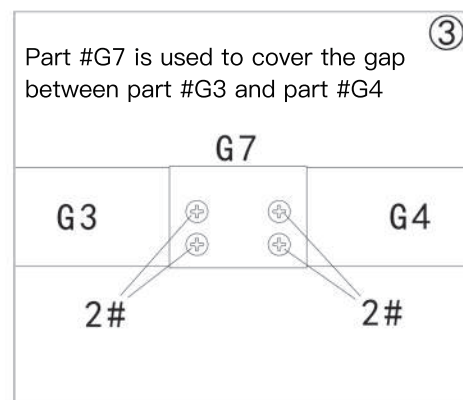 ③
Part #G7 is used to cover the gap
between part #G3 and part #G4
G7
G3
G4
2#
2#